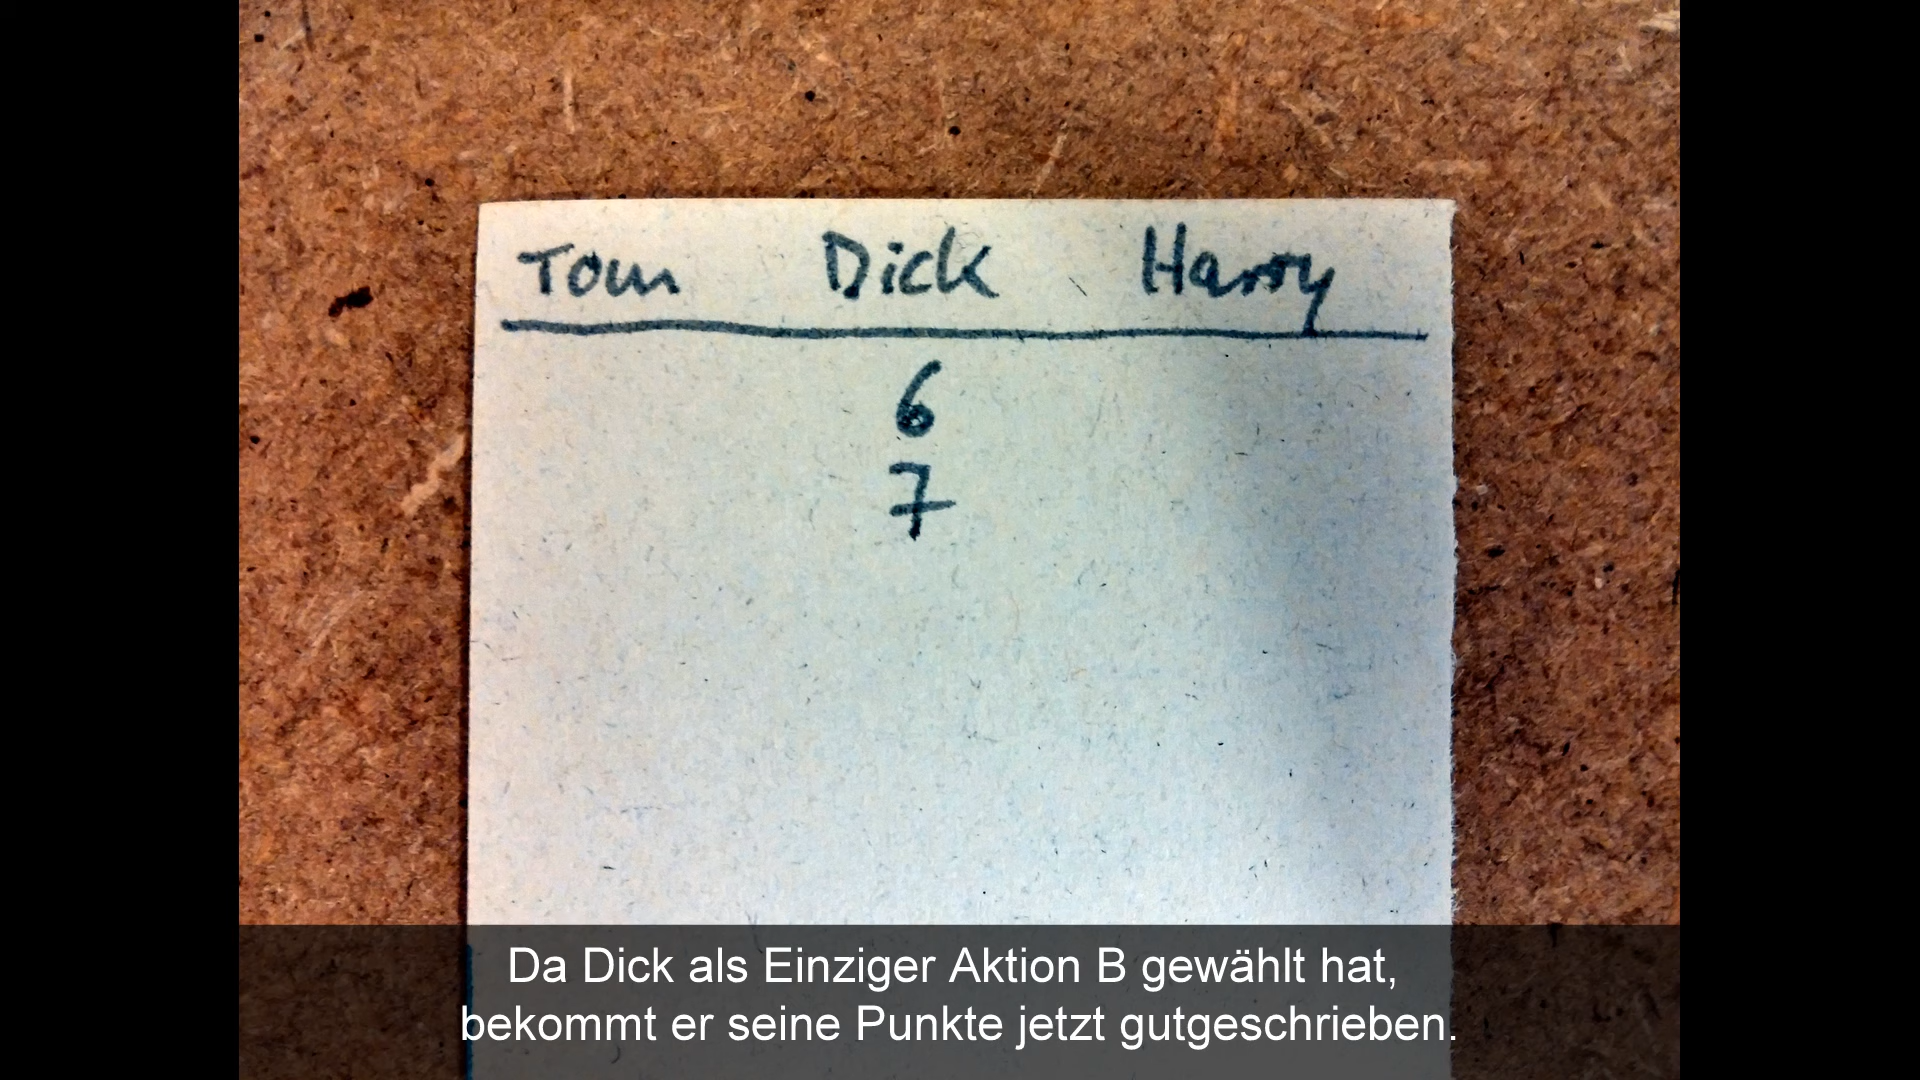 Tom Dick Harry
6
7
Da Dick als Einziger Aktion B gewählt hat,
bekommt er seine Punkte jetzt gutgeschrieben.